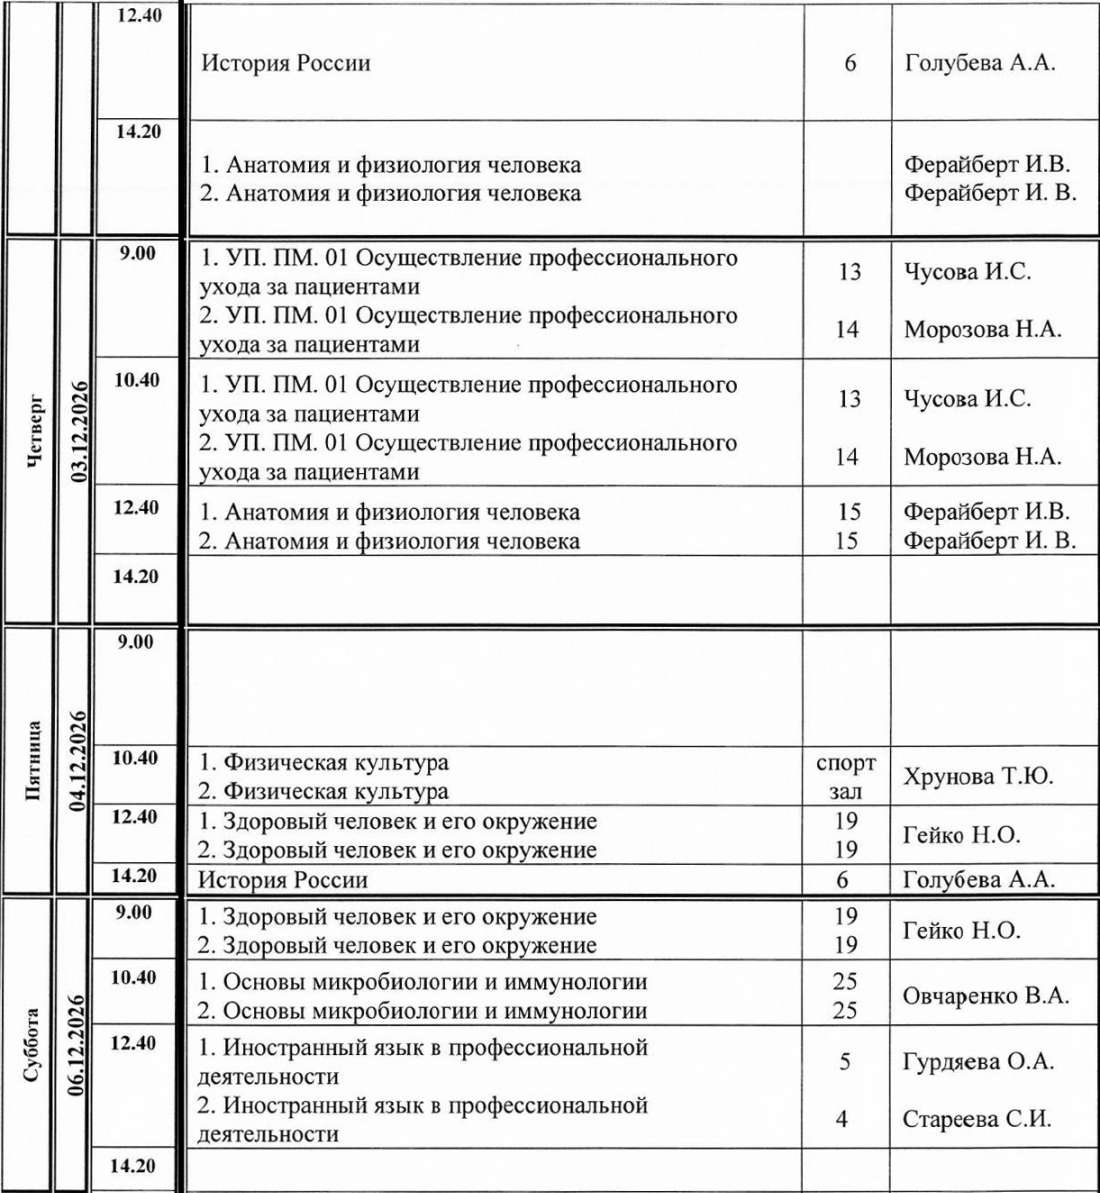 12.40
История России
6
Голубева А.А.
14.20
1. Анатомия и физиология человека
Ферайберт И.В.
2. Анатомия и физиология человека
Ферайберт И. В.
Четверг
03.12.2026
9.00
1. УП. ПМ. 01 Осуществление профессионального
ухода за пациентами
13
Чусова И.С.
2. УП. ПМ. 01 Осуществление профессионального
ухода за пациентами
14
Морозова Н.А.
10.40
1. УП. ПМ. 01 Осуществление профессионального
ухода за пациентами
13
Чусова И.С.
2. УП. ПМ. 01 Осуществление профессионального
ухода за пациентами
14
Морозова Н.А.
12.40
1. Анатомия и физиология человека
15
Ферайберт И.В.
2. Анатомия и физиология человека
15
Ферайберт И. В.
14.20
Пятница
04.12.2026
9.00
10.40
1. Физическая культура
2. Физическая культура
спорт
зал
Хрунова Т.Ю.
12.40
1. Здоровый человек и его окружение
19
2. Здоровый человек и его окружение
19
Гейко Н.О.
14.20
История России
6
Голубева А.А.
Суббота
06.12.2026
9.00
1. Здоровый человек и его окружение
19
2. Здоровый человек и его окружение
19
Гейко Н.О.
10.40
1. Основы микробиологии и иммунологии
25
2. Основы микробиологии и иммунологии
25
Овчаренко В.А.
12.40
1. Иностранный язык в профессиональной
деятельности
5
Гурдяева О.А.
2. Иностранный язык в профессиональной
деятельности
4
Стареева С.И.
14.20